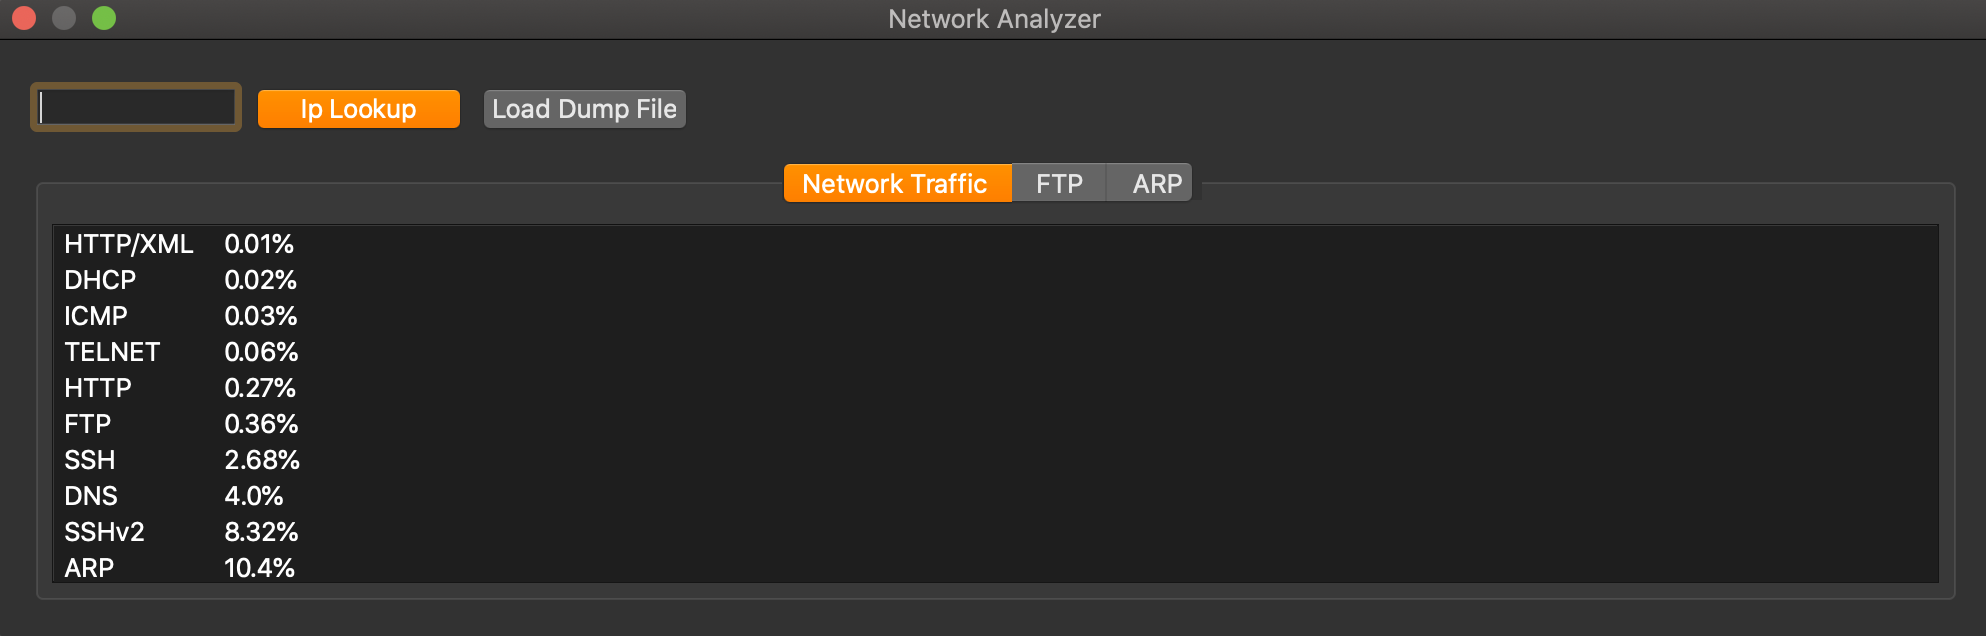 Network Analyzer
Ip Lookup Load Dump File
Network Traffic FTP ARP
HTTP/XML 0.01%
DHCP 0.02%
ICMP 0.03%
TELNET 0.06%
HTTP 0.27%
FTP 0.36%
SSH 2.68%
DNS 4.0%
SSHv2 8.32%
ARP 10.4%